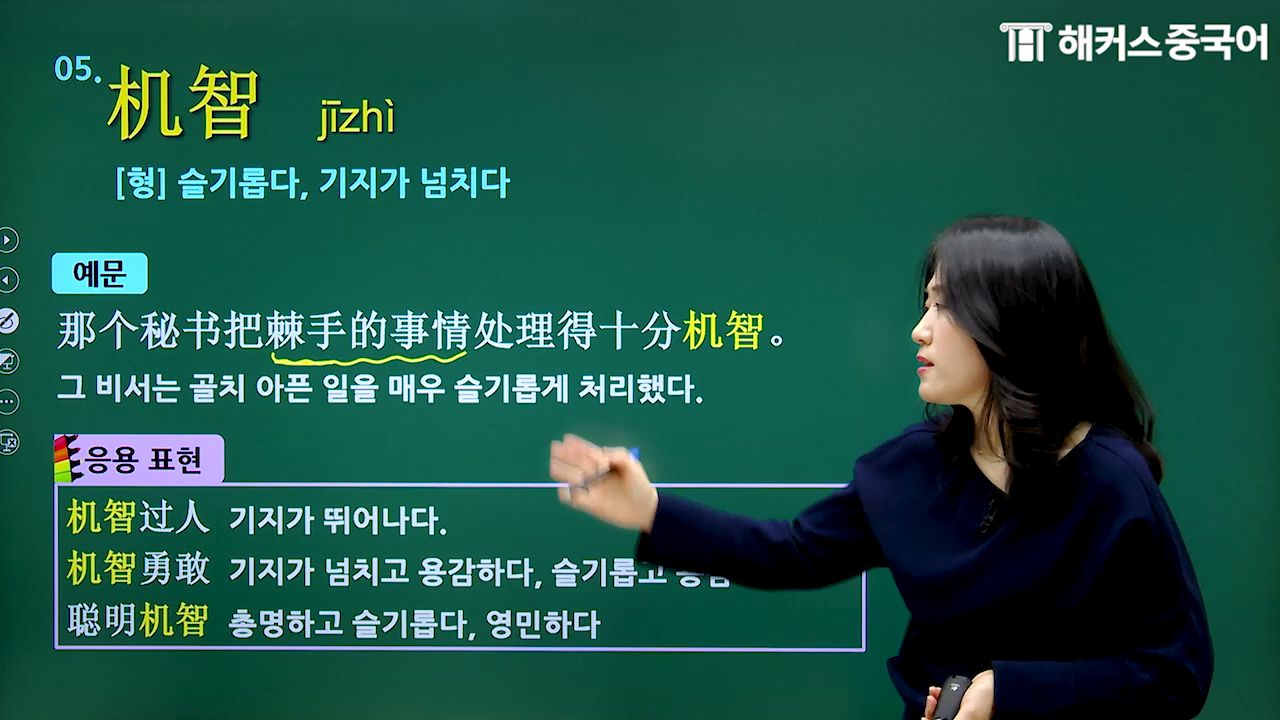 해커스중국어
05. 机智 jīzhì
[형] 슬기롭다, 기지가 넘치다
예문
那个秘书把棘手的事情处理得十分机智。
그 비서는 골치 아픈 일을 매우 슬기롭게 처리했다.
응용 표현
机智过人 기지가 뛰어나다.
机智勇敢 기지가 넘치고 용감하다, 슬기롭고
聪明机智 총명하고 슬기롭다, 영민하다